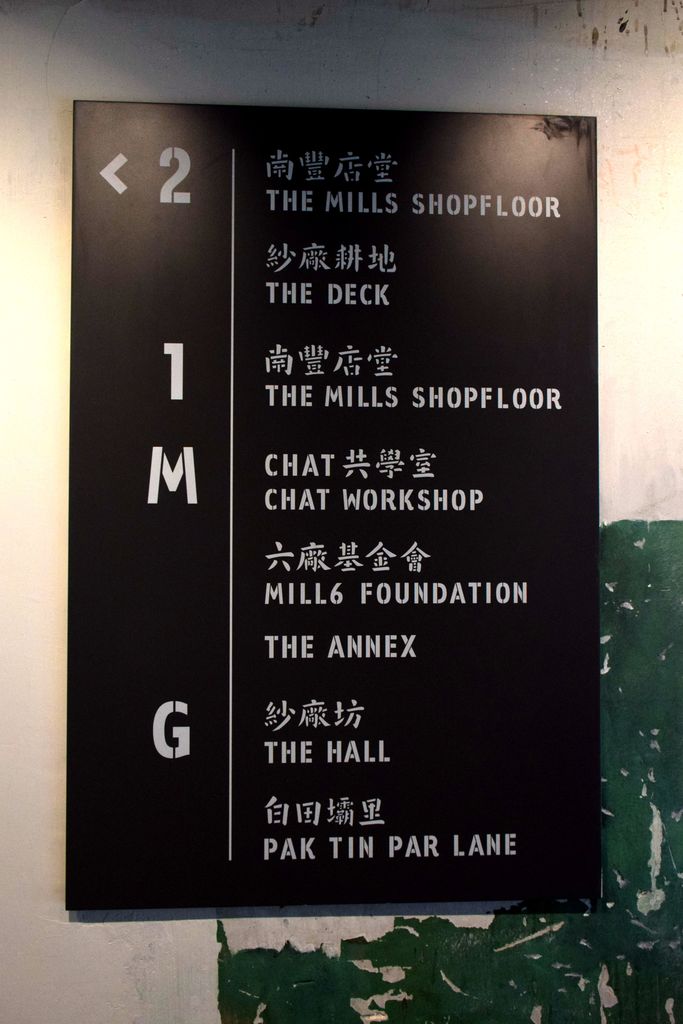 < 2 南豐店堂
THE MILLS SHOPFLOOR
紗廠耕地
THE DECK
1 南豐店堂
THE MILLS SHOPFLOOR
M CHAT 共學室
CHAT WORKSHOP
六廠基金會
MILL6 FOUNDATION
THE ANNEX
G 紗廠坊
THE HALL
白田壩里
PAK TIN PAR LANE